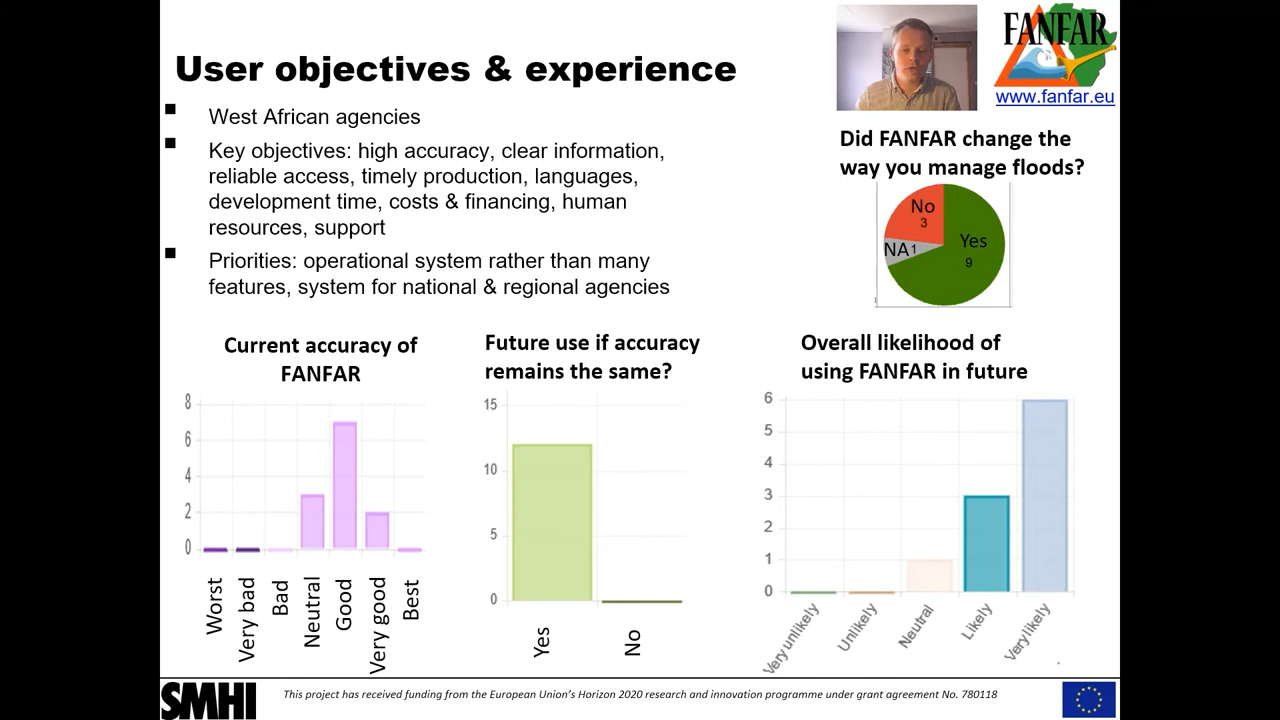 User objectives & experience
West African agencies
Key objectives: high accuracy, clear information,
reliable access, timely production, languages,
development time, costs & financing, human
resources, support
Priorities: operational system rather than many
features, system for national & regional agencies
FANFAR
www.fanfar.eu
Did FANFAR change the
way you manage floods?
No
3
NA1
Yes
9
Current accuracy of
FANFAR
8
6
4
2
0
Worst
Very bad
Bad
Neutral
Good
Very good
Best
Future use if accuracy
remains the same?
15
10
5
0
Yes
No
Overall likelihood of
using FANFAR in future
6
5
4
3
2
1
0
Very unlikely
Unlikely
Neutral
Likely
Very likely
SMHI
This project has received funding from the European Union's Horizon 2020 research and innovation programme under grant agreement No. 780118